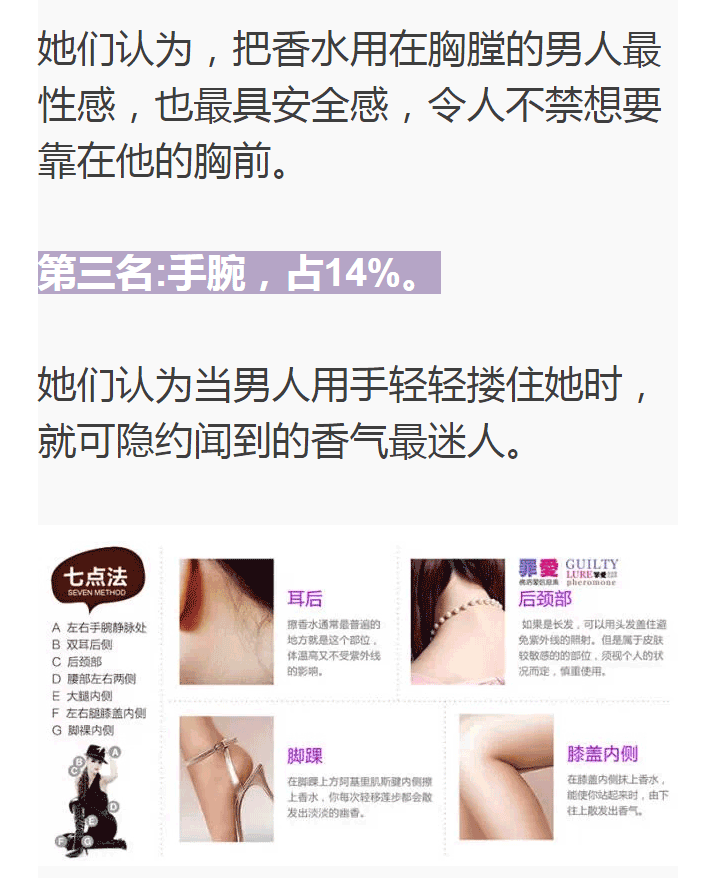 她们认为，把香水用在胸膛的男人最
性感，也最具安全感，令人不禁想要
靠在他的胸前。
第三名:手腕，占14%。
她们认为当男人用手轻轻搂住她时，
就可隐约闻到的香气最迷人。
七点法
SEVEN METHOD
A 左右手腕静脉处
B 双耳后侧
C 后颈部
D 腰部左右两侧
E 大腿内侧
F 左右腿膝盖内侧
G 脚裸内侧
A
B
C
D
E
F
G
耳后
擦香水通常最普遍的
地方就是这个部位，
体温高又不受紫外线
的影响。
罪愛
GUILTY
LURE
pheromone
后颈部
如果是长发，可以用头发盖住避
免紫外线的照射。但是属于皮肤
较敏感的的部位，须视个人的状
况而定，慎重使用。
脚踝
在脚踝上方阿基里肌斯腱内侧擦
上香水，你每次轻移莲步都会散
发出淡淡的幽香。
膝盖内侧
在膝盖内侧抹上香水，
能使你站起来时，由下
往上散发出香气。